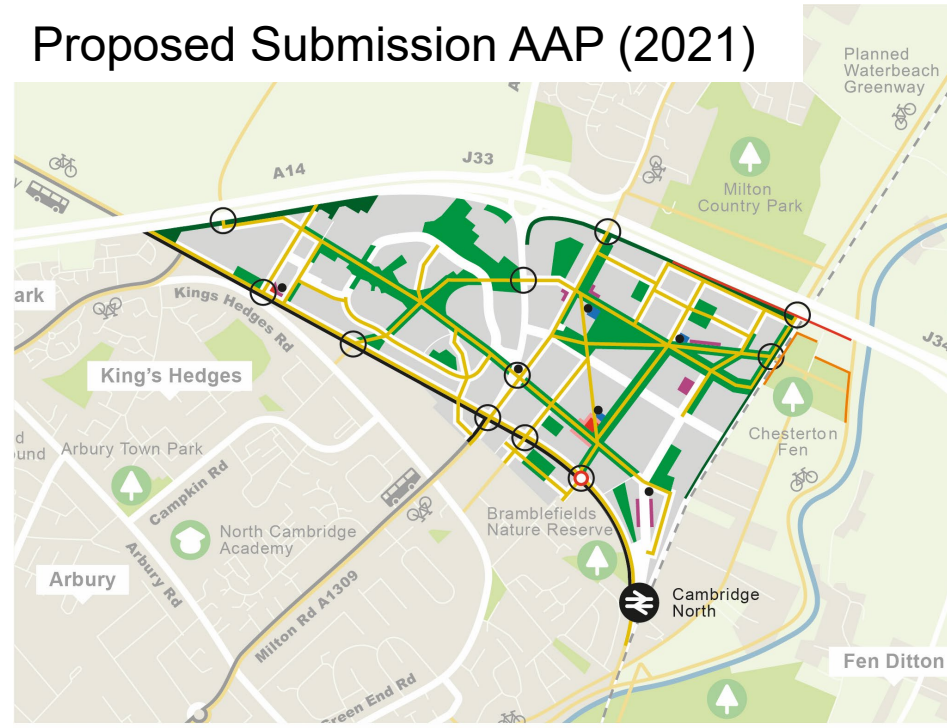 Proposed Submission AAP (2021)
Planned
Waterbeach
Greenway
A
J33
A14
Milton
Country Park
y
ark
Kings Hedges Rd
J34
King's Hedges
Chesterton
Fen
d
ound
Arbury Town Park
Campkin Rd
Bramblefields
Nature Reserve
North Cambridge
Academy
Arbury Rd
Arbury
Milton Rd A1309
Cambridge
North
Fen Ditton
Green End Rd